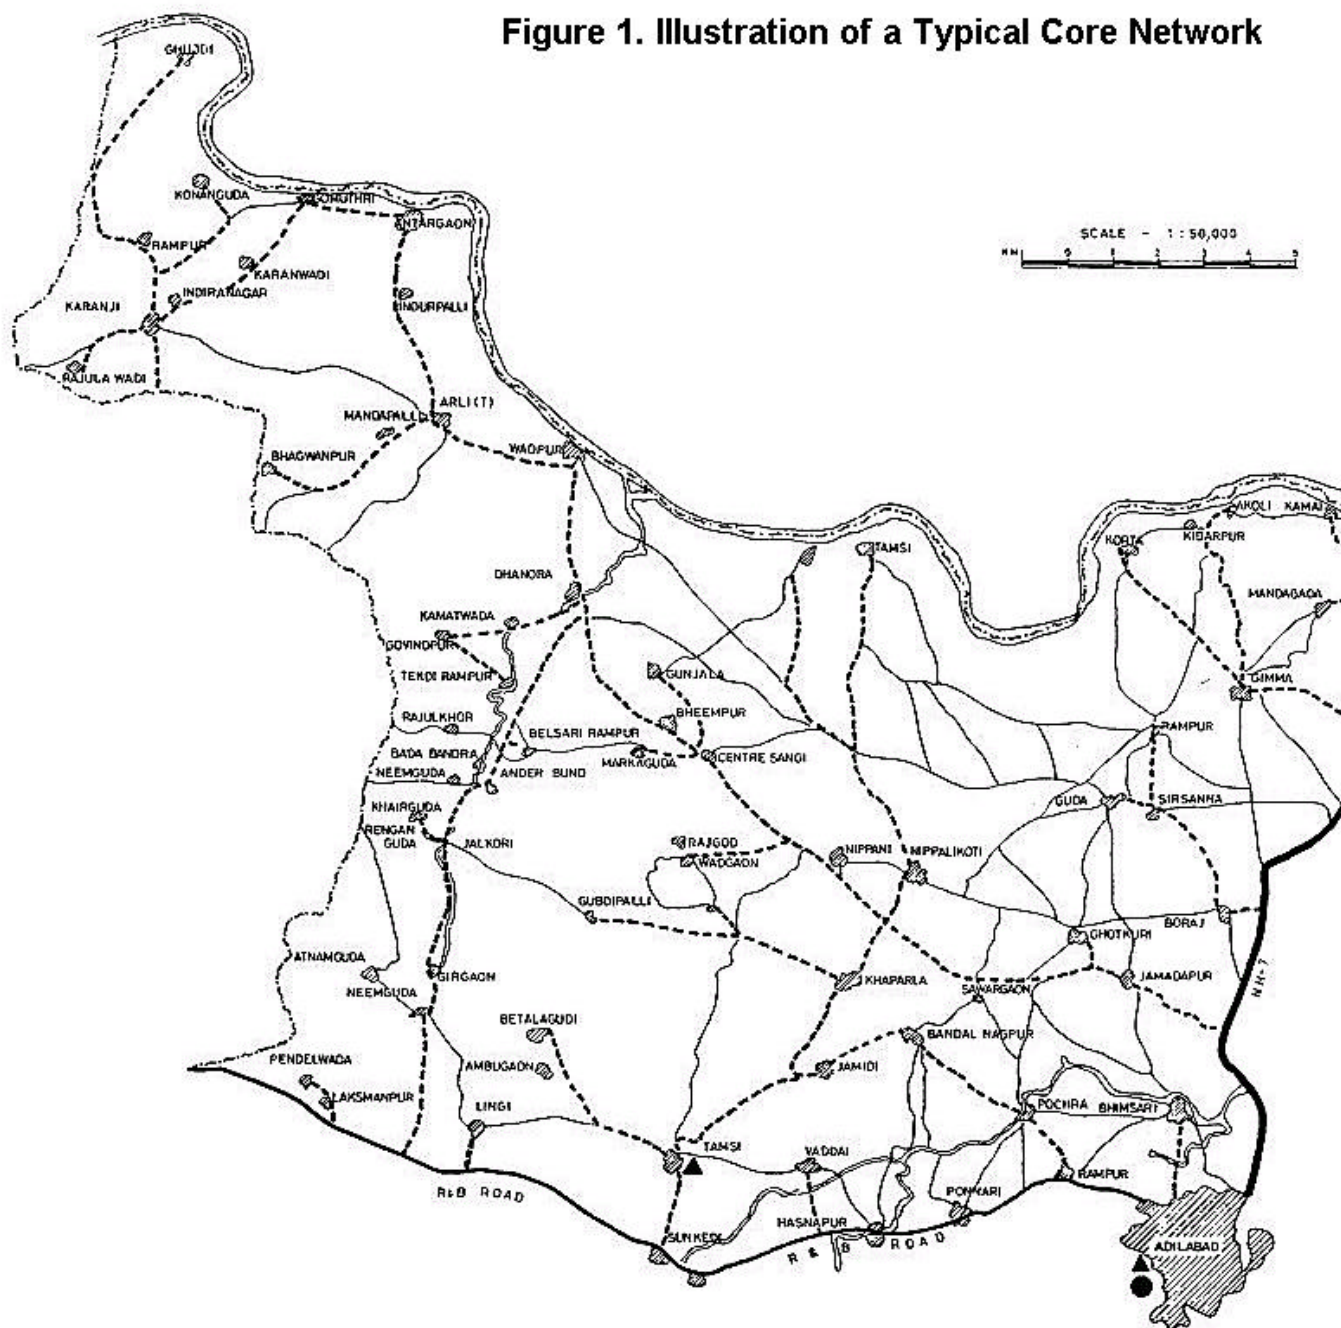 Figure 1. Illustration of a Typical Core Network
GHUJDI
KONANGUDA
GOMUTHRI
ANTARGAON
SCALE - 1:50,000
KM
RAMPUR
KARANWADI
INDIRANAGAR
KARANJI
RAJULA WADI
ARLI(T)
BHAGWANPUR
WADPUR
AKOLI
KORTA
KIDARPUR
TAMSI
MANDAGADA
DHANORA
KAMATWADA
GOVINDPUR
TEKDI RAMPUR
GUNJALA
GIMMA
RAJULKHOR
BELSARI RAMPUR
BHEEMPUR
RAMPUR
BADA BANDRA
MARKAGUDA
CENTRE SANGI
NEEMGUDA
ANDER BUND
GUDA
SIRSANNA
KHAIRGUDA
RENGAN
GUDA
JALKORI
RAJGOD
WADGAON
NIPPANI
NIPPALIKOTI
GUBDIPALLI
BORAJ
GHOTKURI
ATNAMGUDA
GIRGAON
NEEMGUDA
KHAPARLA
SAWARGAON
JAMADAPUR
NH-7
BETALAGUDI
BANDAL NAGPUR
PENDELWADA
AMBUGAON
JAMIDI
LAKSMANPUR
LINGI
POCHRA
BHIMSARI
TAMSI
VADDAI
RAMPUR
R&B ROAD
PONNARI
HASNAPUR
SUNKEDI
R & B ROAD
ADILABAD